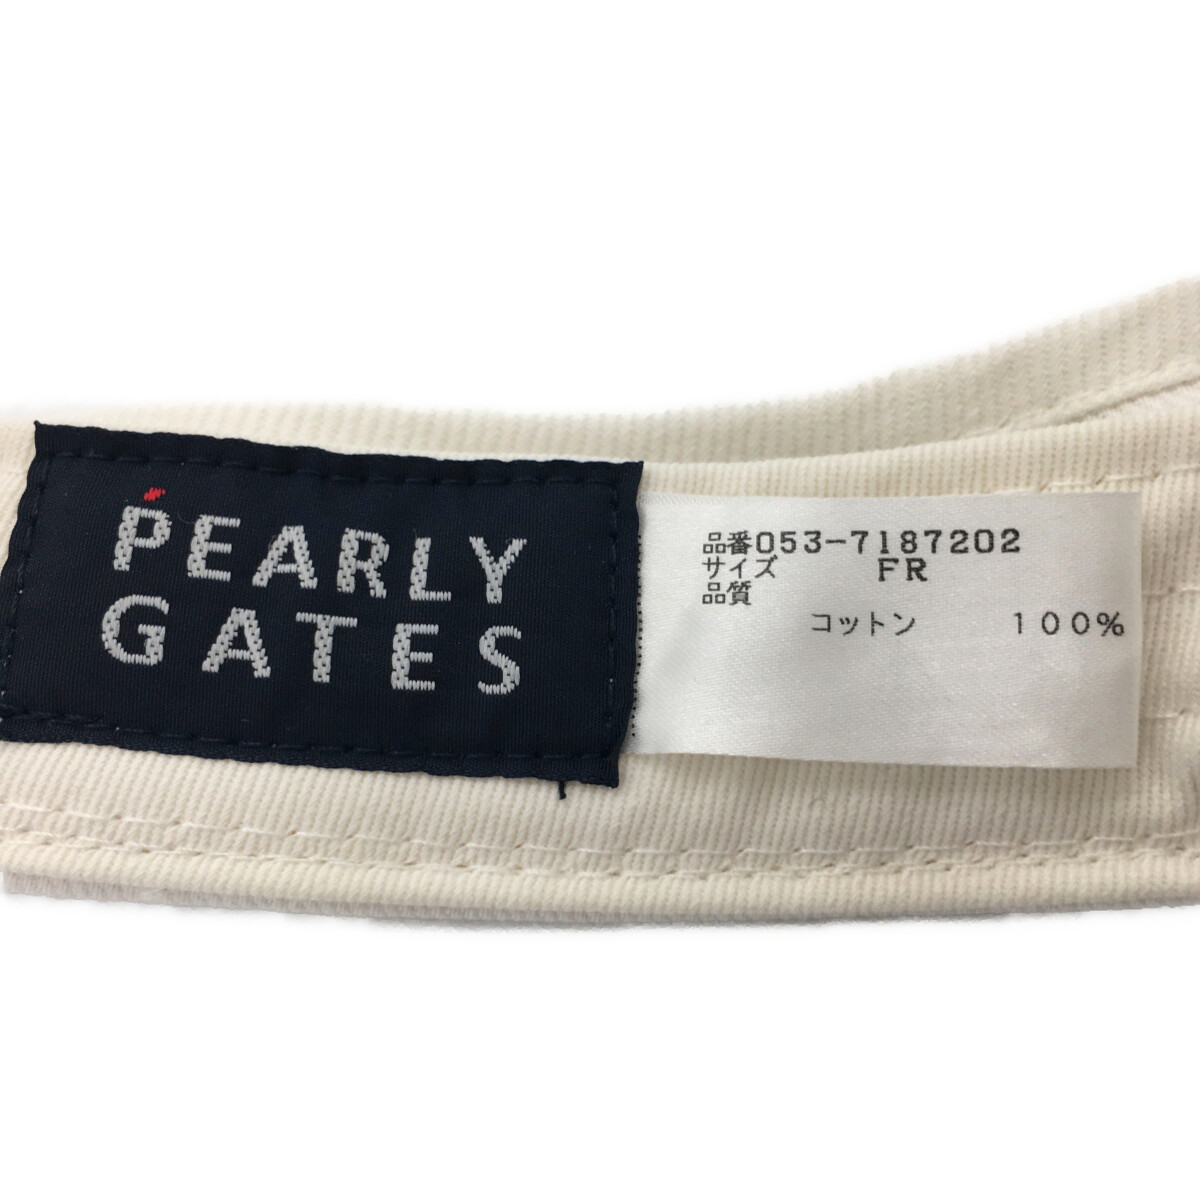 PEARLY
GATES
品番053-7187202
サイズ FR
品質
コットン 100%